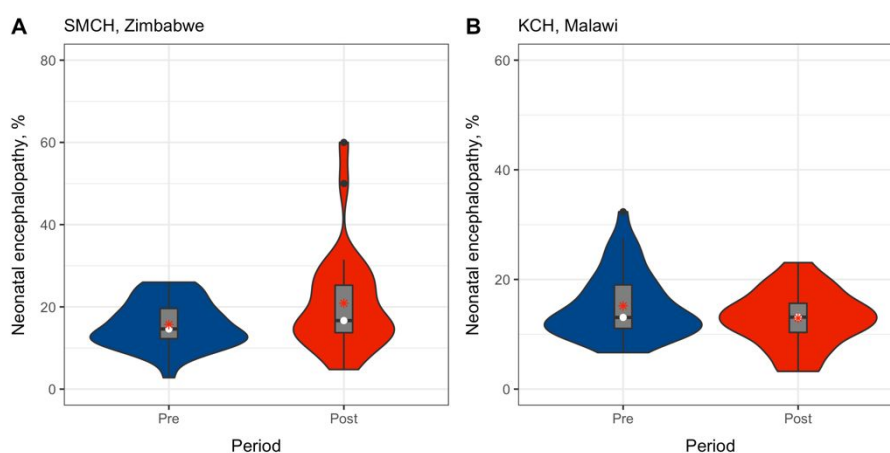 A SMCH, Zimbabwe
Neonatal encephalopathy, %
80
60
40
20
0
Pre Post
Period
B KCH, Malawi
Neonatal encephalopathy, %
60
40
20
0
Pre Post
Period